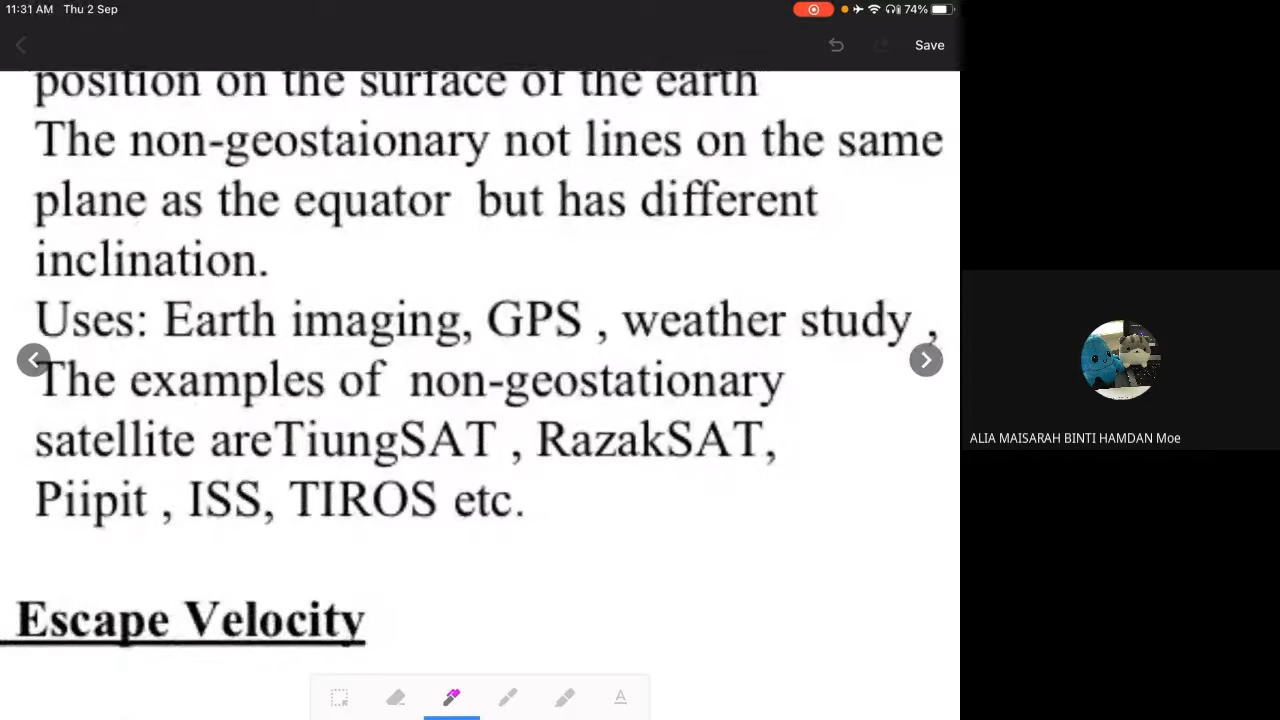 11:31 AM Thu 2 Sep
74%
Save
position on the surface of the earth
The non-geostaionary not lines on the same
plane as the equator but has different
inclination.
Uses: Earth imaging, GPS , weather study ,
The examples of non-geostationary
satellite areTiungSAT , RazakSAT,
Piipit , ISS, TIROS etc.
Escape Velocity
A
ALIA MAISARAH BINTI HAMDAN Moe